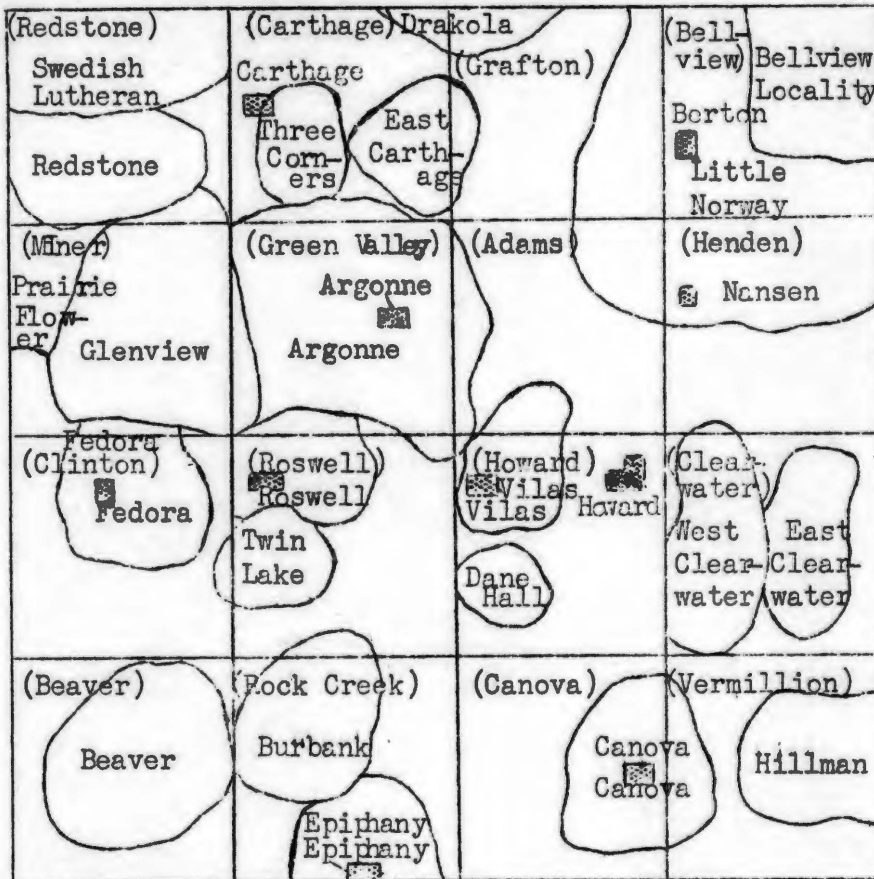 (Redstone)
Swedish
Lutheran
Redstone
(Carthage)
Drakola
Carthage
Three
Corn-
ers
East
Carth-
age
(Grafton)
(Bell-
view)
Bellview
Locality
Berton
Little
Norway
(Miner)
Prairie
Flow-
er
Glenview
(Green Valley)
Argonne
Argonne
(Adams)
(Henden)
Nansen
Fedora
(Clinton)
Fedora
(Roswell)
Roswell
Twin
Lake
(Howard)
Vilas
Vilas
Howard
Dane
Hall
(Clear-
water)
West
Clear-
water
East
Clear-
water
(Beaver)
Beaver
(Rock Creek)
Burbank
Epiphany
Epiphany
(Canova)
Canova
Canova
(Vermillion)
Hillman